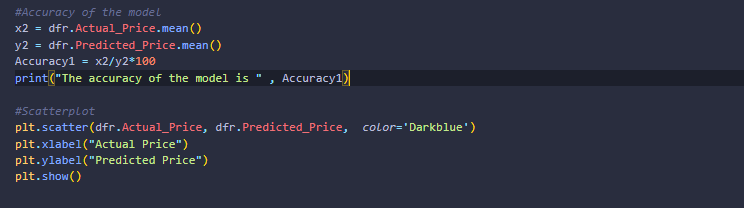 #Accuracy of the model
x2 = dfr.Actual_Price.mean()
y2 = dfr.Predicted_Price.mean()
Accuracy1 = x2/y2*100
print("The accuracy of the model is " , Accuracy1)
#Scatterplot
plt.scatter(dfr.Actual_Price, dfr.Predicted_Price,  color='Darkblue')
plt.xlabel("Actual Price")
plt.ylabel("Predicted Price")
plt.show()